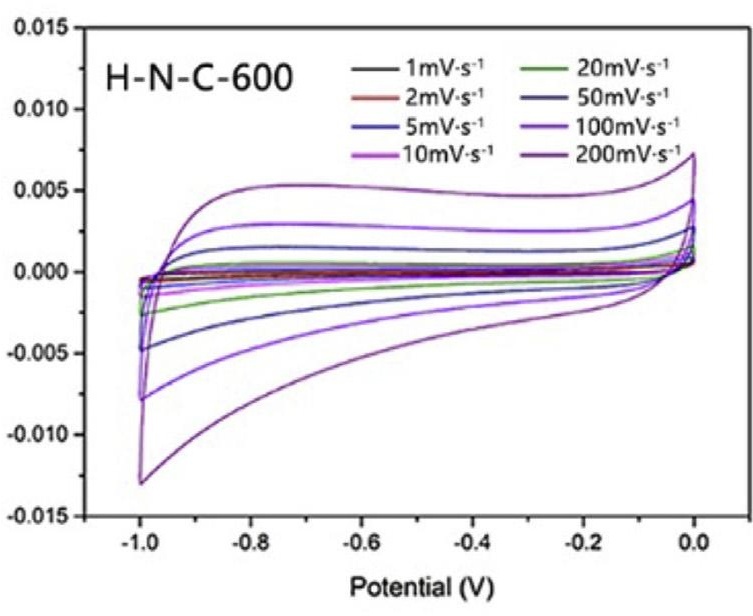 0.015
H-N-C-600
1mV·s⁻¹ 20mV·s⁻¹
2mV·s⁻¹ 50mV·s⁻¹
5mV·s⁻¹ 100mV·s⁻¹
10mV·s⁻¹ 200mV·s⁻¹
0.010
0.005
0.000
-0.005
-0.010
-0.015
-1.0 -0.8 -0.6 -0.4 -0.2 0.0
Potential (V)